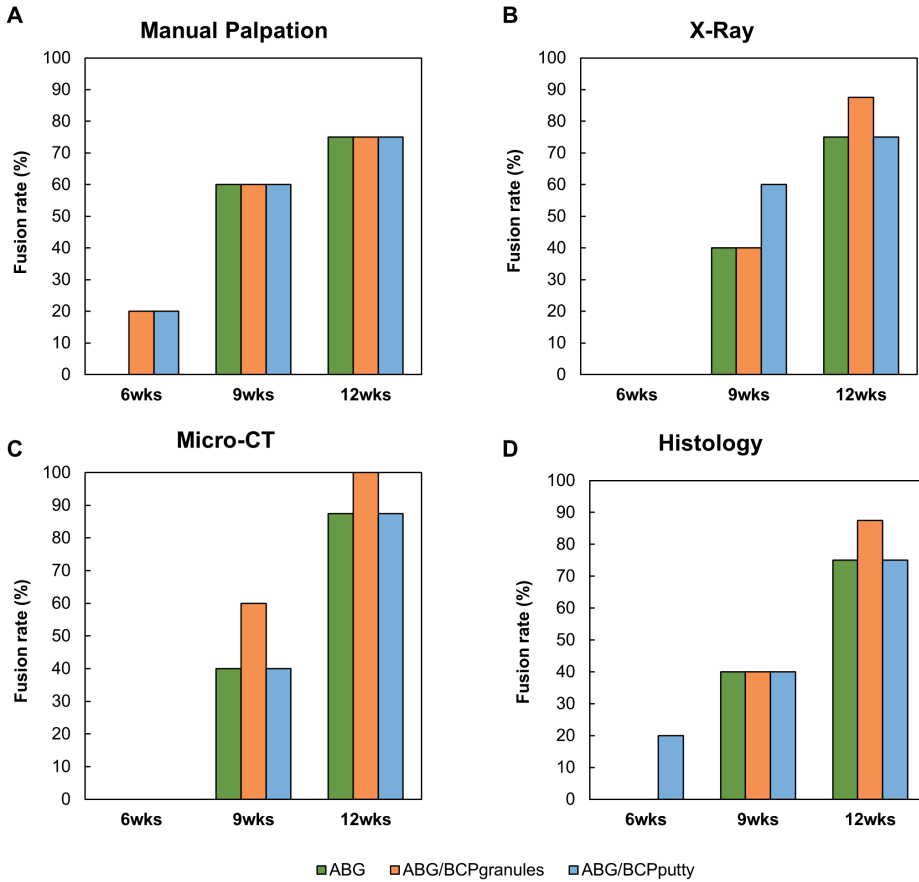 A
Manual Palpation
Fusion rate (%)
100
90
80
70
60
50
40
30
20
10
0
6wks 9wks 12wks
B
X-Ray
Fusion rate (%)
100
90
80
70
60
50
40
30
20
10
0
6wks 9wks 12wks
C
Micro-CT
Fusion rate (%)
100
90
80
70
60
50
40
30
20
10
0
6wks 9wks 12wks
D
Histology
Fusion rate (%)
100
90
80
70
60
50
40
30
20
10
0
6wks 9wks 12wks
ABG ABG/BCPgranules ABG/BCPputty